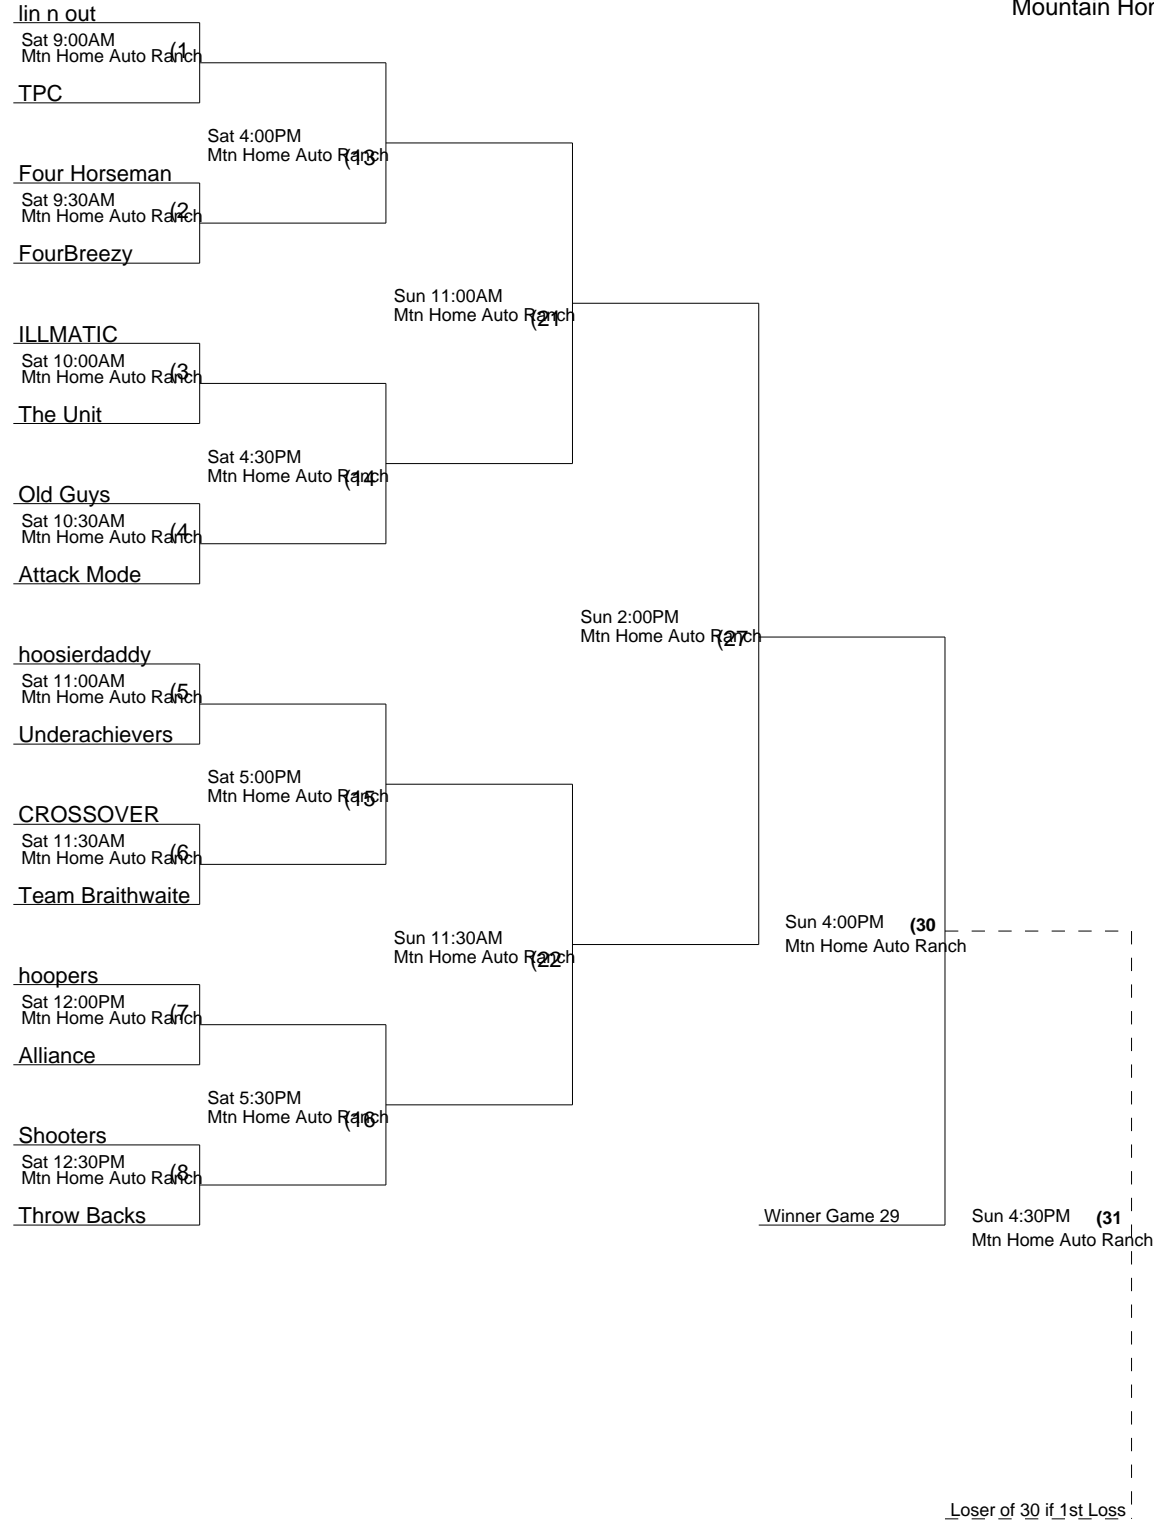 lin n out
Mountain Hor
Sat 9:00AM
Mtn Home Auto Ranch
(1
TPC
Sat 4:00PM
Mtn Home Auto Ranch
(13
Four Horseman
Sat 9:30AM
Mtn Home Auto Ranch
(2
FourBreezy
Sun 11:00AM
Mtn Home Auto Ranch
(21
ILLMATIC
Sat 10:00AM
Mtn Home Auto Ranch
(3
The Unit
Sat 4:30PM
Mtn Home Auto Ranch
(14
Old Guys
Sat 10:30AM
Mtn Home Auto Ranch
(4
Attack Mode
Sun 2:00PM
Mtn Home Auto Ranch
(27
hoosierdaddy
Sat 11:00AM
Mtn Home Auto Ranch
(5
Underachievers
Sat 5:00PM
Mtn Home Auto Ranch
(15
CROSSOVER
Sat 11:30AM
Mtn Home Auto Ranch
(6
Team Braithwaite
Sun 4:00PM (30
Mtn Home Auto Ranch
Sun 11:30AM
Mtn Home Auto Ranch
(22
hoopers
Sat 12:00PM
Mtn Home Auto Ranch
(7
Alliance
Sat 5:30PM
Mtn Home Auto Ranch
(16
Shooters
Sat 12:30PM
Mtn Home Auto Ranch
(8
Throw Backs
Winner Game 29
Sun 4:30PM (31
Mtn Home Auto Ranch
Loser of 30 if 1st Loss